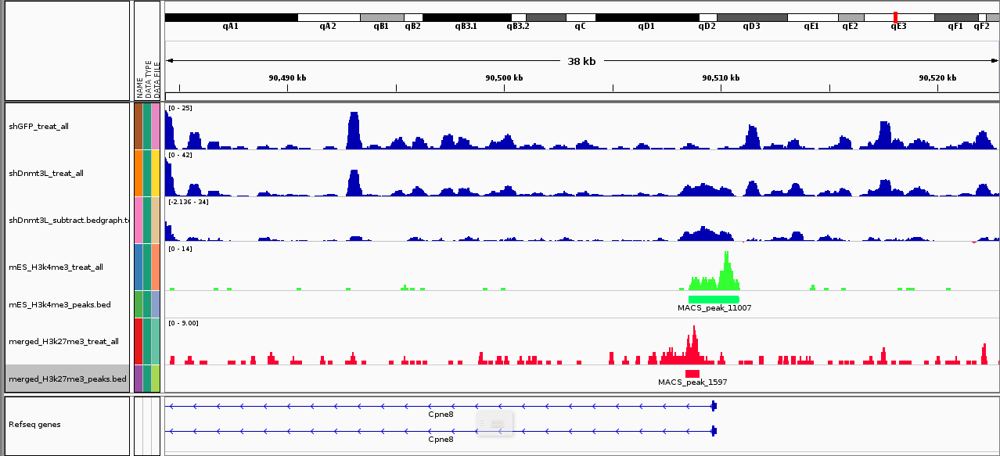 qA1 qA2 qB1 qB2 qB3.1 qB3.2 qC qD1 qD2 qD3 qE1 qE2 qE3 qF1 qF2
38 kb
NAME
DATA TYPE
DATA FILE
90,490 kb 90,500 kb 90,510 kb 90,520 kb
[0 - 25]
shGFP_treat_all
[0 - 42]
shDnmt3L_treat_all
[-2.136 - 34]
shDnmt3L_subtract.bedgraph.t
[0 - 14]
mES_H3k4me3_treat_all
mES_H3k4me3_peaks.bed
MACS_peak_11007
[0 - 9.00]
merged_H3k27me3_treat_all
merged_H3k27me3_peaks.bed
MACS_peak_1597
Cpne8
Refseq genes
Cpne8